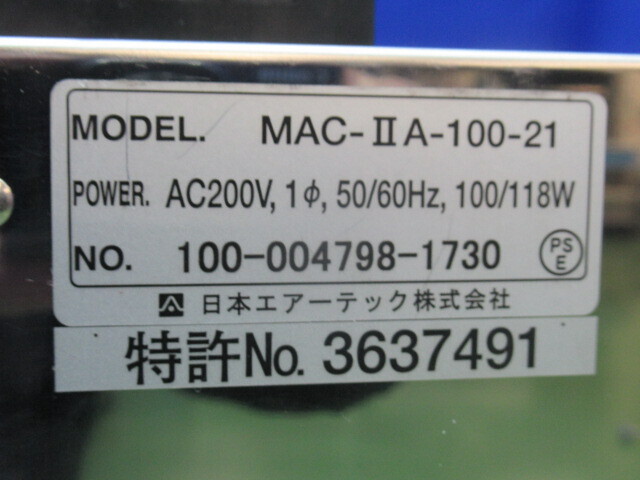 MODEL. MAC-ⅡA-100-21
POWER. AC200V, 1φ, 50/60Hz, 100/118W
NO. 100-004798-1730
PS
E
日本エアーテック株式会社
特許No. 3637491